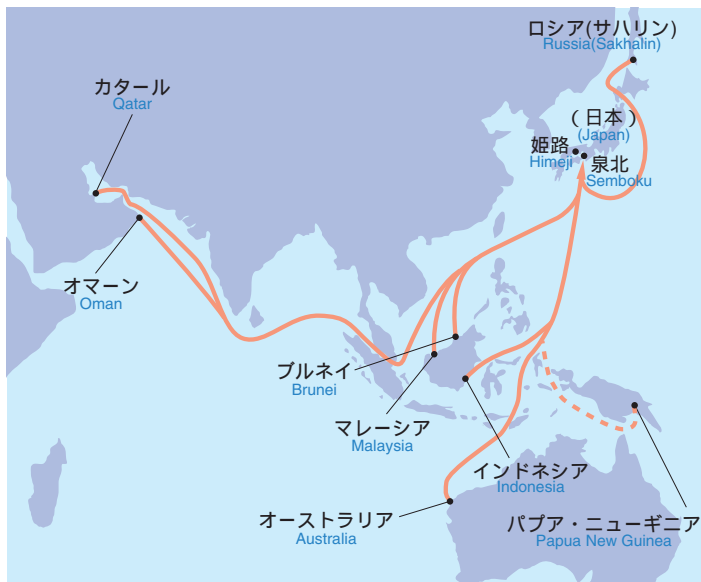 ロシア(サハリン)
Russia(Sakhalin)
カタール
Qatar
(日本)
(Japan)
姫路
Himeji
泉北
Semboku
オマーン
Oman
ブルネイ
Brunei
マレーシア
Malaysia
インドネシア
Indonesia
オーストラリア
Australia
パプア・ニューギニア
Papua New Guinea